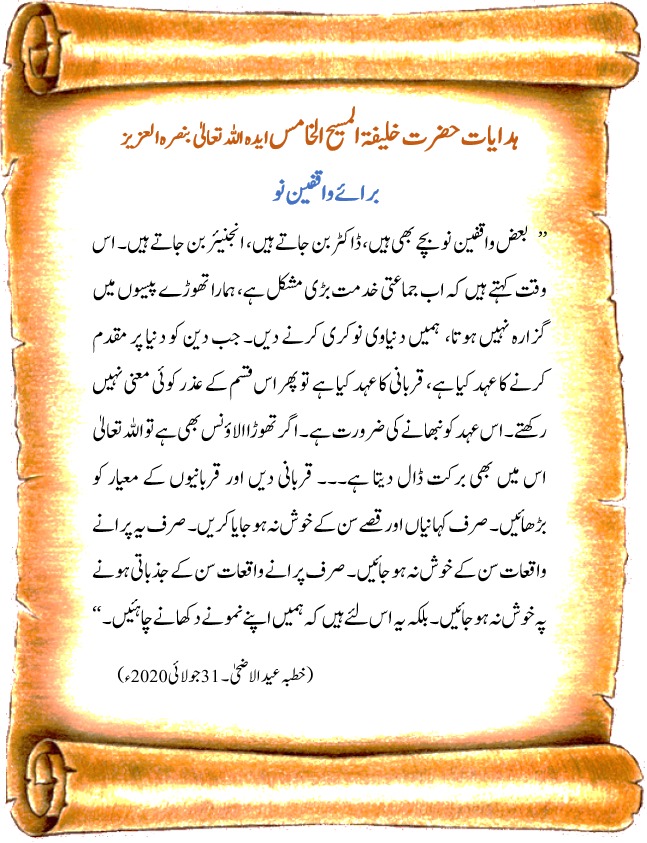 ہدایات حضرت خلیفۃ المسیح الخامس ایدہ اللہ تعالیٰ بنصرہ العزیز
برائے واقفین نو
” بعض واقفین نو بچے بھی ہیں، ڈاکٹر بن جاتے ہیں، انجنیئر بن جاتے ہیں۔ اس
وقت کہتے ہیں کہ اب جماعتی خدمت بڑی مشکل ہے، ہمارا تھوڑے پیسوں میں
گزارہ نہیں ہوتا، ہمیں دنیاوی نوکری کرنے دیں۔ جب دین کو دنیا پر مقدم
کرنے کا عہد کیا ہے، قربانی کا عہد کیا ہے تو پھر اس قسم کے عذر کوئی معنی نہیں
رکھتے۔ اس عہد کو نبھانے کی ضرورت ہے۔ اگر تھوڑا الاؤنس بھی ہے تو اللہ تعالیٰ
اس میں بھی برکت ڈال دیتا ہے۔۔۔ قربانی دیں اور قربانیوں کے معیار کو
بڑھائیں۔ صرف کہانیاں اور قصے سن کے خوش نہ ہو جایا کریں۔ صرف یہ پرانے
واقعات سن کے خوش نہ ہو جائیں۔ صرف پرانے واقعات سن کے جذباتی ہونے
پہ خوش نہ ہو جائیں۔ بلکہ یہ اس لئے ہیں کہ ہمیں اپنے نمونے دکھانے چاہئیں۔“
(خطبہ عید الاضحیٰ۔ 31 جولائی 2020ء)